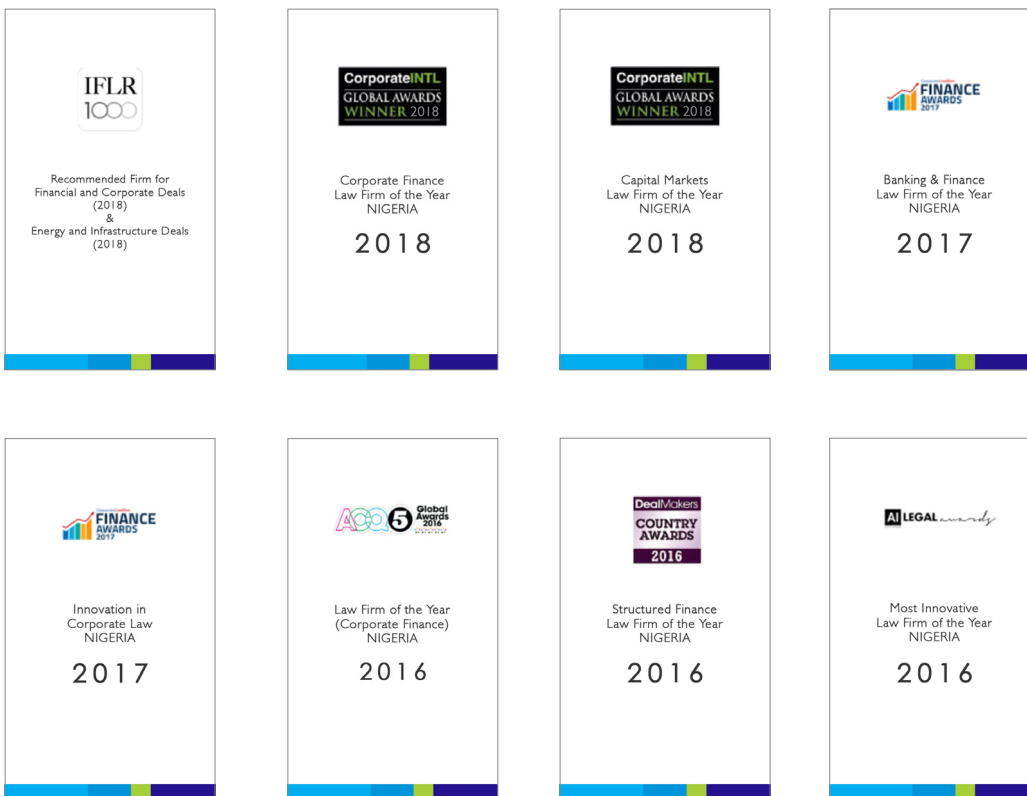 IFLR
1000
Recommended Firm for
Financial and Corporate Deals
(2018)
&
Energy and Infrastructure Deals
(2018)
CorporateINTL
GLOBAL AWARDS
WINNER 2018
Corporate Finance
Law Firm of the Year
NIGERIA
2018
CorporateINTL
GLOBAL AWARDS
WINNER 2018
Capital Markets
Law Firm of the Year
NIGERIA
2018
FINANCE
AWARDS
2017
Banking & Finance
Law Firm of the Year
NIGERIA
2017
FINANCE
AWARDS
2017
Innovation in
Corporate Law
NIGERIA
2017
ACQ5
Global
Awards
2016
Law Firm of the Year
(Corporate Finance)
NIGERIA
2016
DealMakers
COUNTRY
AWARDS
2016
Structured Finance
Law Firm of the Year
NIGERIA
2016
AI LEGAL awards
Most Innovative
Law Firm of the Year
NIGERIA
2016